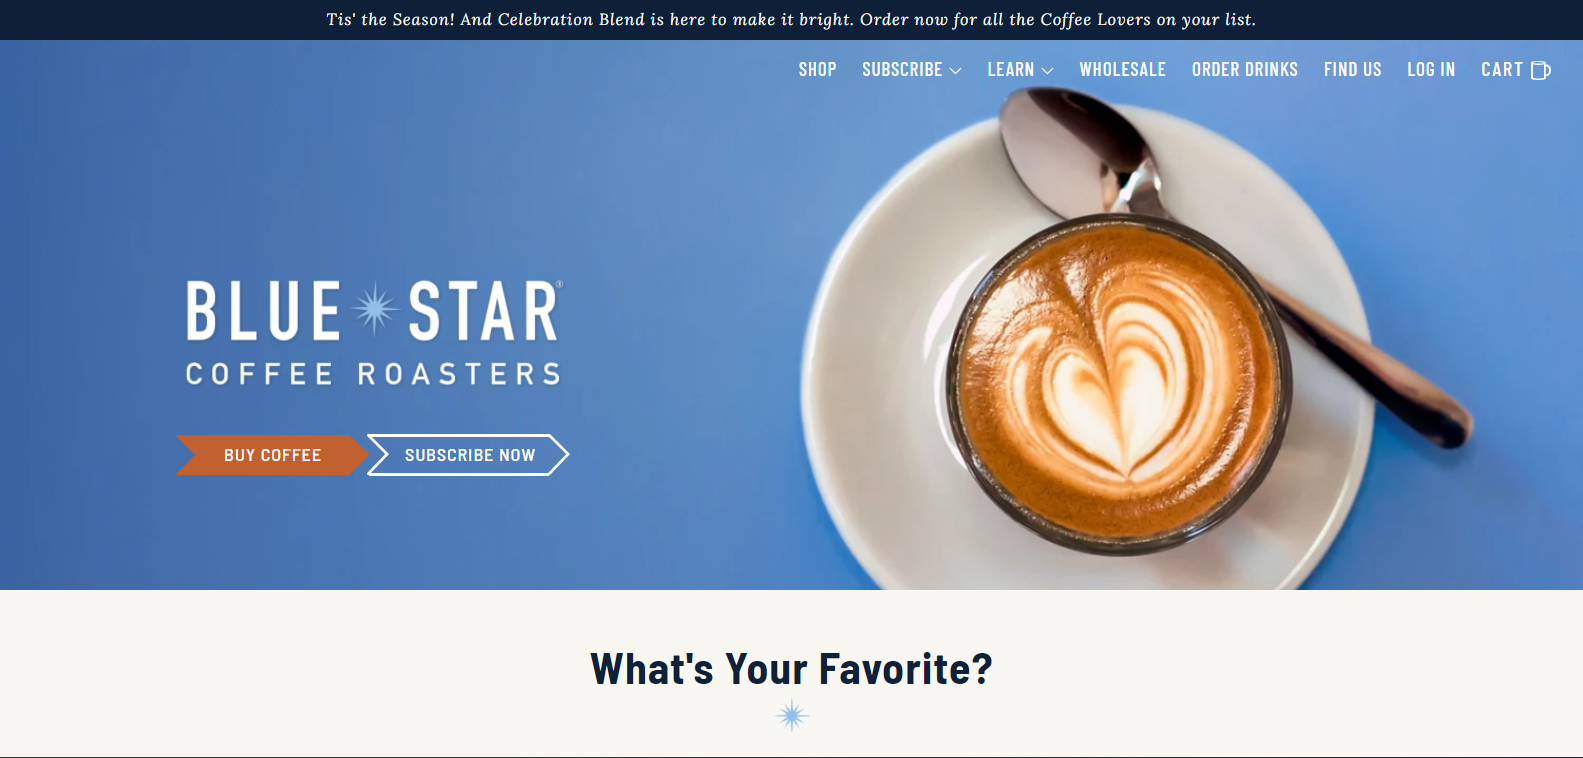 Tis' the Season! And Celebration Blend is here to make it bright. Order now for all the Coffee Lovers on your list.
SHOP SUBSCRIBE LEARN WHOLESALE ORDER DRINKS FIND US LOG IN CART
BLUE STAR®
COFFEE ROASTERS
BUY COFFEE SUBSCRIBE NOW
What's Your Favorite?